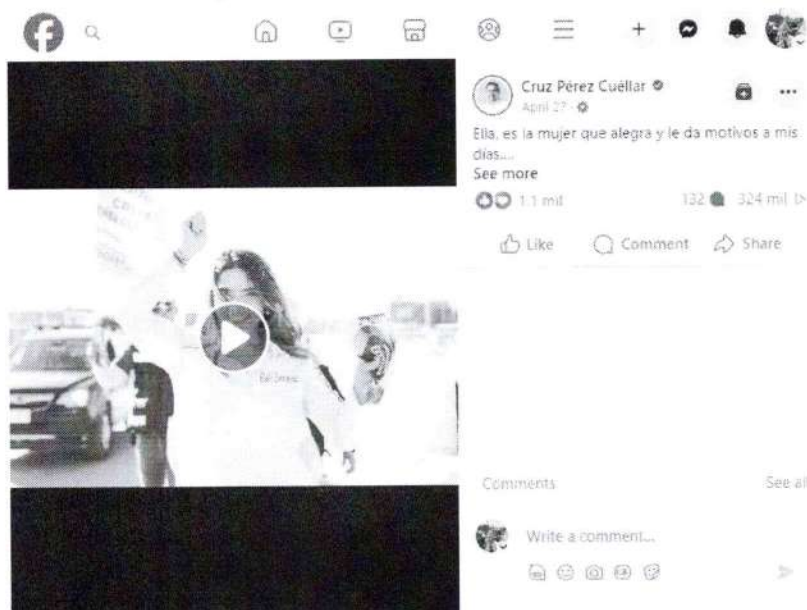 Cruz Pérez Cuéllar
April 27
Ella, es la mujer que alegra y le da motivos a mis
días....
See more
1.1 mil 132 324 mil
Like Comment Share
Comments See all
Write a comment...